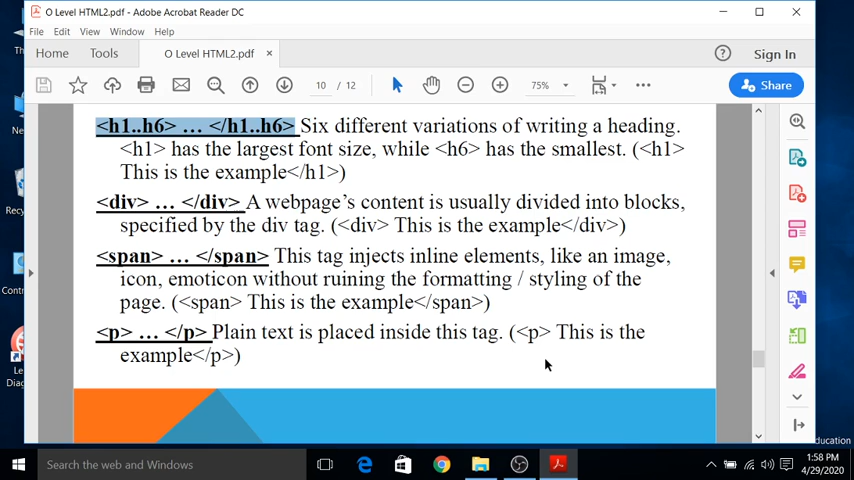 O Level HTML2.pdf - Adobe Acrobat Reader DC
File Edit View Window Help
Home Tools O Level HTML2.pdf × Sign In
10 / 12 75% Share
<h1..h6> ... </h1..h6> Six different variations of writing a heading.
<h1> has the largest font size, while <h6> has the smallest. (<h1>
This is the example</h1>)
<div> ... </div> A webpage's content is usually divided into blocks,
specified by the div tag. (<div> This is the example</div>)
<span> ... </span> This tag injects inline elements, like an image,
icon, emoticon without ruining the formatting / styling of the
page. (<span> This is the example</span>)
<p> ... </p> Plain text is placed inside this tag. (<p> This is the
example</p>)
Search the web and Windows
1:58 PM
4/29/2020